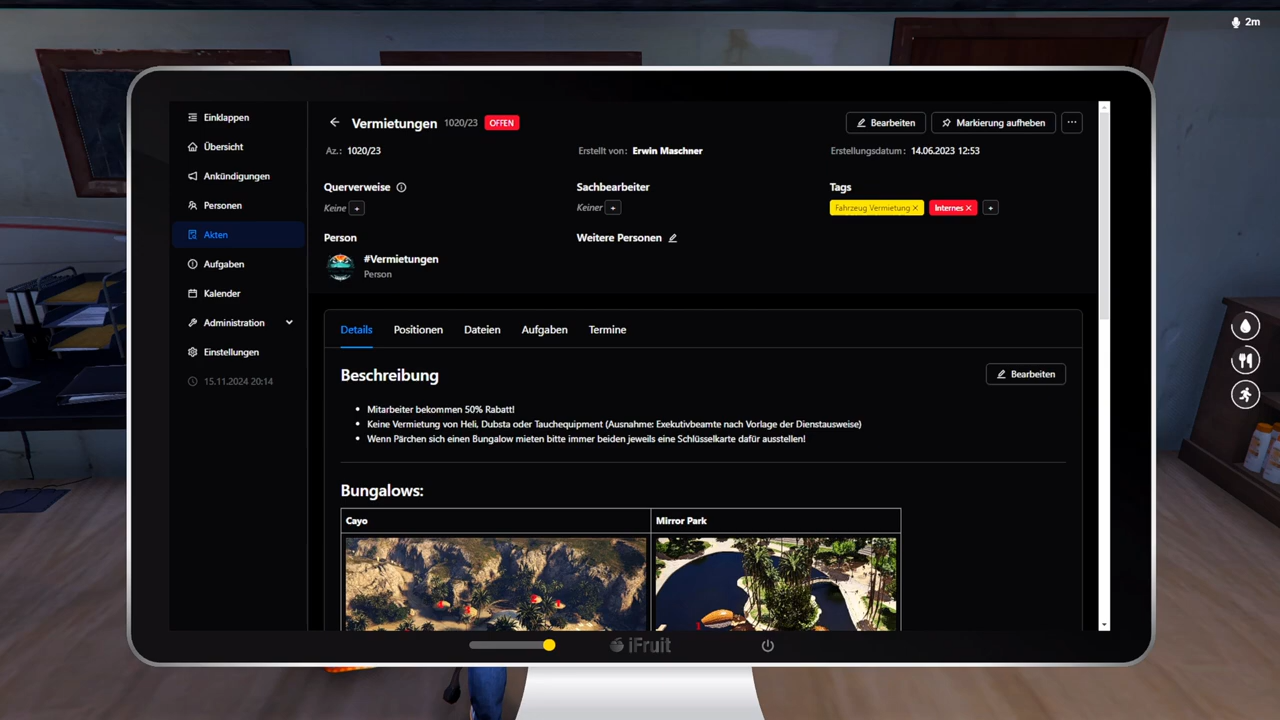 2m
Einklappen
Übersicht
Ankündigungen
Personen
Akten
Aufgaben
Kalender
Administration
Einstellungen
15.11.2024 20:14
Vermietungen 1020/23 OFFEN
Bearbeiten
Markierung aufheben
Az.: 1020/23
Erstellt von: Erwin Maschner
Erstellungsdatum: 14.06.2023 12:53
Querverweise
Keine +
Sachbearbeiter
Keiner +
Tags
Fahrzeug Vermietung × Internes × +
Person
#Vermietungen
Person
Weitere Personen
Details Positionen Dateien Aufgaben Termine
Beschreibung
Bearbeiten
• Mitarbeiter bekommen 50% Rabatt!
• Keine Vermietung von Heli, Dubsta oder Tauchequipment (Ausnahme: Exekutivbeamte nach Vorlage der Dienstausweise)
• Wenn Pärchen sich einen Bungalow mieten bitte immer beiden jeweils eine Schlüsselkarte dafür ausstellen!
Bungalows:
Cayo Mirror Park
iFruit